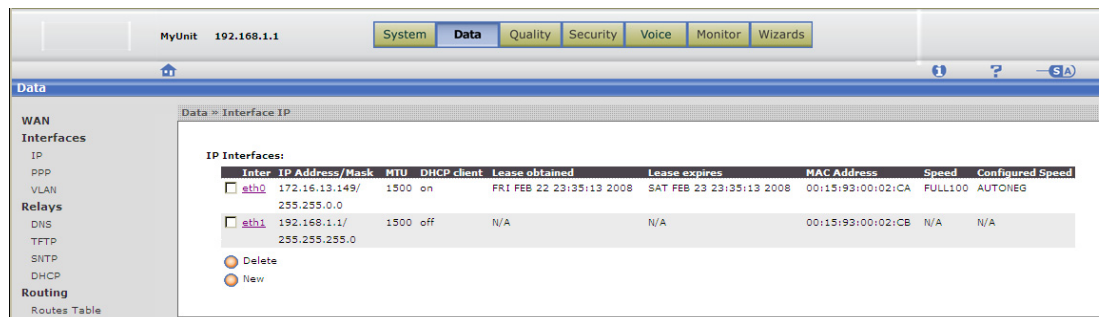 MyUnit 192.168.1.1
System Data Quality Security Voice Monitor Wizards
S A
Data
WAN
Interfaces
IP
PPP
VLAN
Relays
DNS
TFTP
SNTP
DHCP
Routing
Routes Table
Data » Interface IP
IP Interfaces:
Inter IP Address/Mask MTU DHCP client Lease obtained Lease expires MAC Address Speed Configured Speed
eth0 172.16.13.149/ 1500 on FRI FEB 22 23:35:13 2008 SAT FEB 23 23:35:13 2008 00:15:93:00:02:CA FULL100 AUTONEG
255.255.0.0
eth1 192.168.1.1/ 1500 off N/A N/A 00:15:93:00:02:CB N/A N/A
255.255.255.0
Delete
New